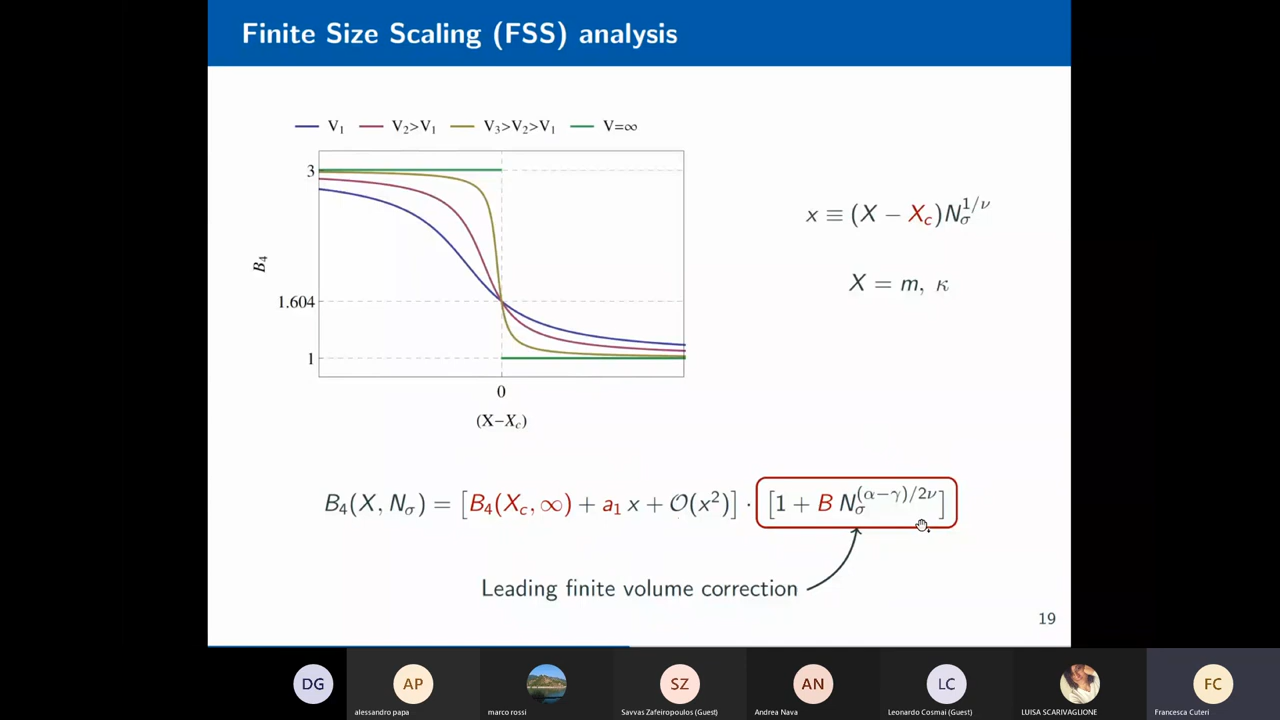 Finite Size Scaling (FSS) analysis
V₁ V₂>V₁ V₃>V₂>V₁ V=∞
3
1.604
1
B₄
0
(X−X_c)
x ≡ (X − X_c)N_σ^{1/ν}
X = m, κ
B₄(X, N_σ) = [B₄(X_c, ∞) + a₁ x + O(x²)] · [1 + B N_σ^{(α−γ)/2ν}]
Leading finite volume correction
19
DG AP SZ AN LC FC
alessandro papa marco rossi Savvas Zafeiropoulos (Guest) Andrea Nava Leonardo Cosmai (Guest) LUISA SCARIVAGLIONE Francesca Cuteri